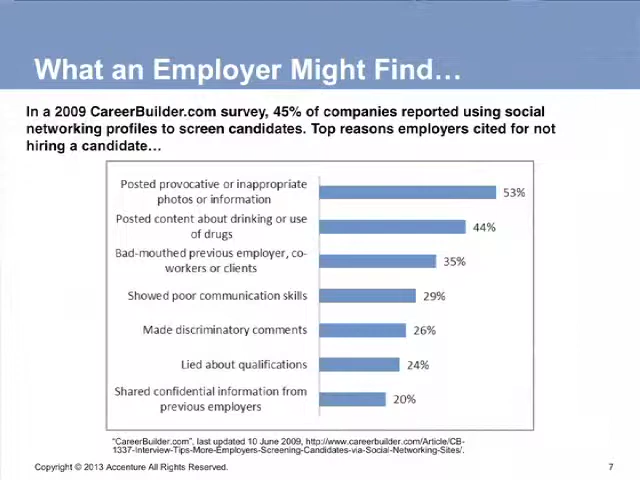 What an Employer Might Find…
In a 2009 CareerBuilder.com survey, 45% of companies reported using social
networking profiles to screen candidates. Top reasons employers cited for not
hiring a candidate…
Posted provocative or inappropriate
photos or information
53%
Posted content about drinking or use
of drugs
44%
Bad-mouthed previous employer, co-
workers or clients
35%
Showed poor communication skills
29%
Made discriminatory comments
26%
Lied about qualifications
24%
Shared confidential information from
previous employers
20%
"CareerBuilder.com", last updated 10 June 2009, http://www.careerbuilder.com/Article/CB-
1337-Interview-Tips-More-Employers-Screening-Candidates-via-Social-Networking-Sites/.
Copyright © 2013 Accenture All Rights Reserved.
7